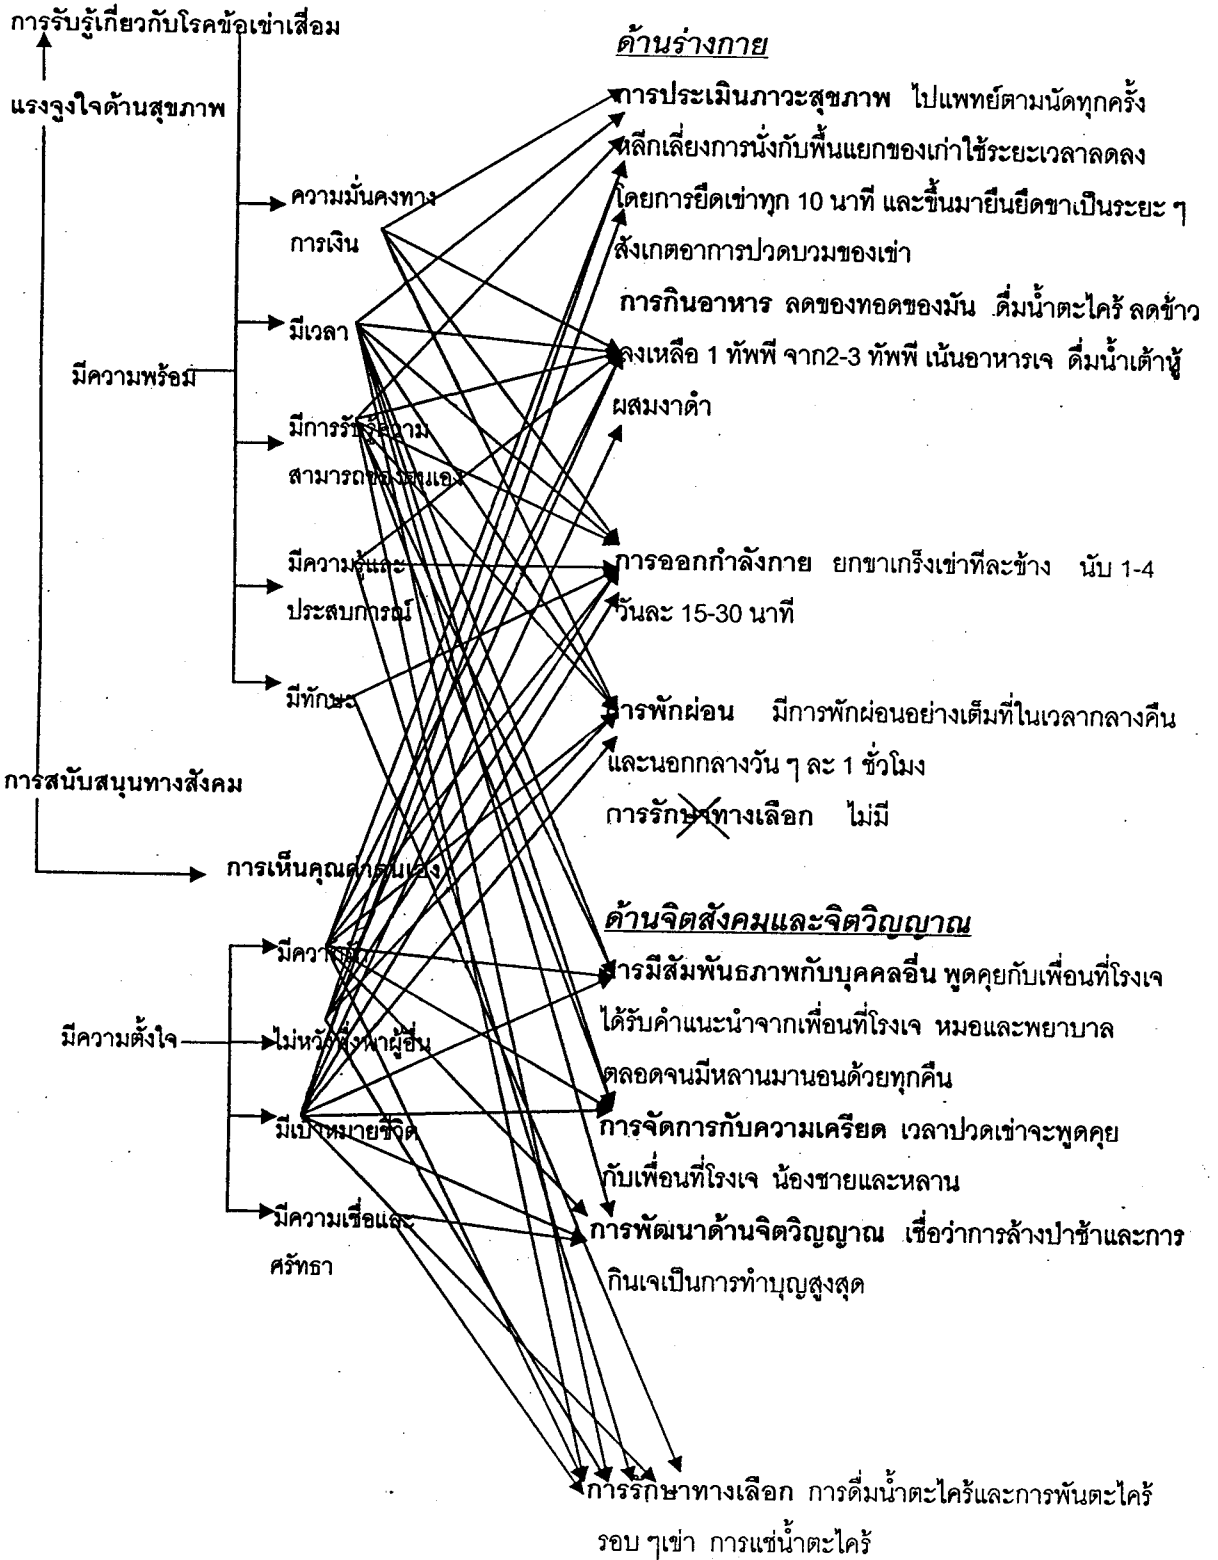 การรับรู้เกี่ยวกับโรคข้อเข่าเสื่อม
แรงจูงใจด้านสุขภาพ
ความมั่นคงทาง
การเงิน
มีเวลา
มีความพร้อม
มีการรับรู้ความ
สามารถของตนเอง
มีความรู้และ
ประสบการณ์
มีทักษะ
การสนับสนุนทางสังคม
การเห็นคุณค่าตนเอง
มีความตั้งใจ
ไม่หวังพึ่งพาผู้อื่น
มีเป้าหมายชีวิต
มีความเชื่อและ
ศรัทธา
ด้านร่างกาย
การประเมินภาวะสุขภาพ ไปแพทย์ตามนัดทุกครั้ง
หลีกเลี่ยงการนั่งกับพื้นแยกของเก่าใช้ระยะเวลาลดลง
โดยการยืดเข่าทุก 10 นาที และขึ้นมายืนยืดขาเป็นระยะ ๆ
สังเกตอาการปวดบวมของเข่า
การกินอาหาร ลดของทอดของมัน ดื่มน้ำตะไคร้ ลดข้าว
ลงเหลือ 1 ทัพพี จาก2-3 ทัพพี เน้นอาหารเจ ดื่มน้ำเต้าหู้
ผสมงาดำ
การออกกำลังกาย ยกขาเกร็งเข่าทีละข้าง นับ 1-4
วันละ 15-30 นาที
การพักผ่อน มีการพักผ่อนอย่างเต็มที่ในเวลากลางคืน
และนอกกลางวัน ๆ ละ 1 ชั่วโมง
การรักษาทางเลือก ไม่มี
ด้านจิตสังคมและจิตวิญญาณ
การมีสัมพันธภาพกับบุคคลอื่น พูดคุยกับเพื่อนที่โรงเจ
ได้รับคำแนะนำจากเพื่อนที่โรงเจ หมอและพยาบาล
ตลอดจนมีหลานมานอนด้วยทุกคืน
การจัดการกับความเครียด เวลาปวดเข่าจะพูดคุย
กับเพื่อนที่โรงเจ น้องชายและหลาน
การพัฒนาด้านจิตวิญญาณ เชื่อว่าการล้างป่าช้าและการ
กินเจเป็นการทำบุญสูงสุด
การรักษาทางเลือก การดื่มน้ำตะไคร้และการพันตะไคร้
รอบ ๆเข่า การแช่น้ำตะไคร้